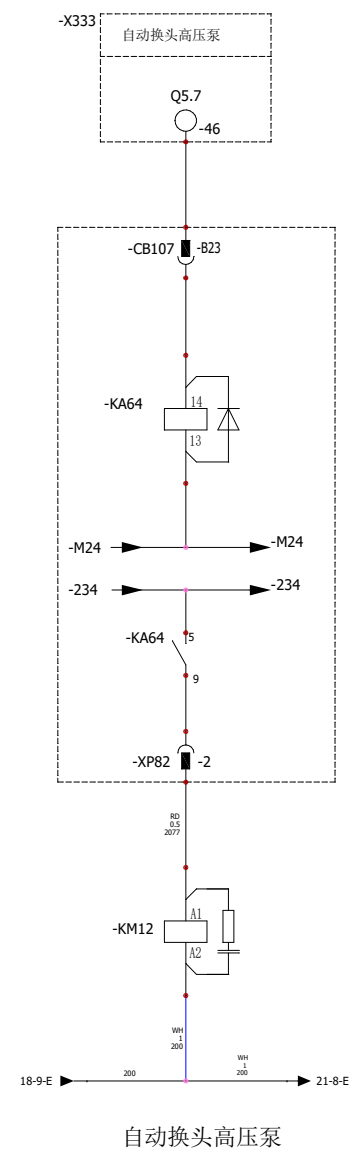 -X333 自动换头高压泵
Q5.7
-46
-CB107 -B23
-KA64 14
13
-M24 -M24
-234 -234
-KA64 5
9
-XP82 -2
RD
0.5
2077
-KM12 A1
A2
WH
1
200
18-9-E 200 WH
1
200 21-8-E
自动换头高压泵